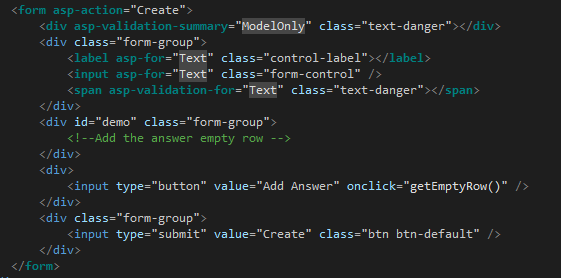 <form asp-action="Create">
<div asp-validation-summary="ModelOnly" class="text-danger"></div>
<div class="form-group">
<label asp-for="Text" class="control-label"></label>
<input asp-for="Text" class="form-control" />
<span asp-validation-for="Text" class="text-danger"></span>
</div>
<div id="demo" class="form-group">
<!--Add the answer empty row -->
</div>
<div>
<input type="button" value="Add Answer" onclick="getEmptyRow()" />
</div>
<div class="form-group">
<input type="submit" value="Create" class="btn btn-default" />
</div>
</form>